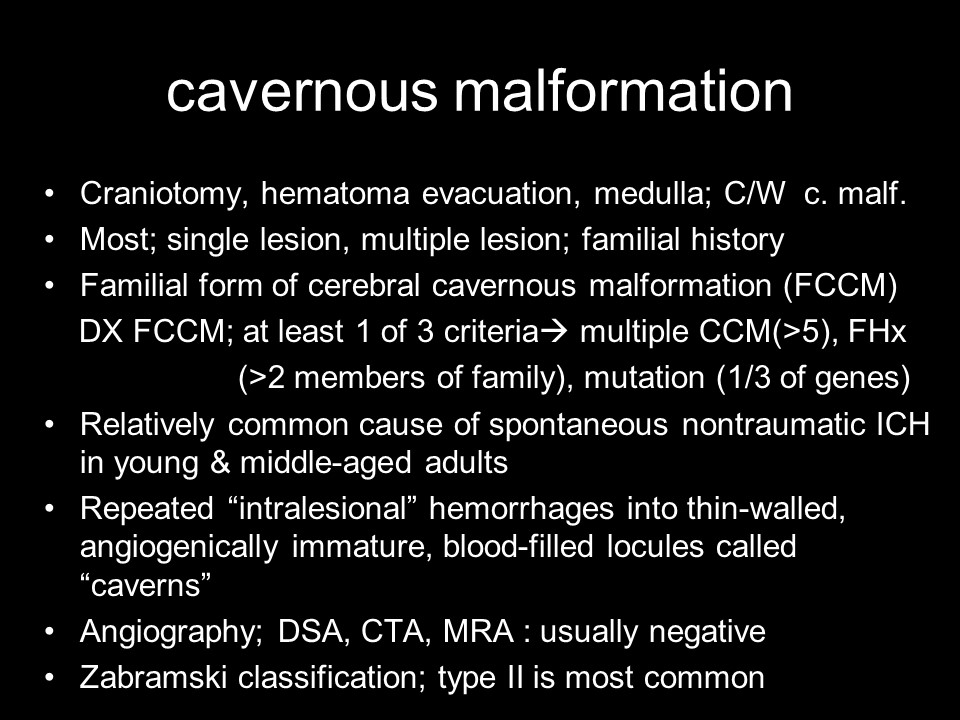 cavernous malformation
• Craniotomy, hematoma evacuation, medulla; C/W c. malf.
• Most; single lesion, multiple lesion; familial history
• Familial form of cerebral cavernous malformation (FCCM)
DX FCCM; at least 1 of 3 criteria→ multiple CCM(>5), FHx
(>2 members of family), mutation (1/3 of genes)
• Relatively common cause of spontaneous nontraumatic ICH
in young & middle-aged adults
• Repeated “intralesional” hemorrhages into thin-walled,
angiogenically immature, blood-filled locules called
“caverns”
• Angiography; DSA, CTA, MRA : usually negative
• Zabramski classification; type II is most common